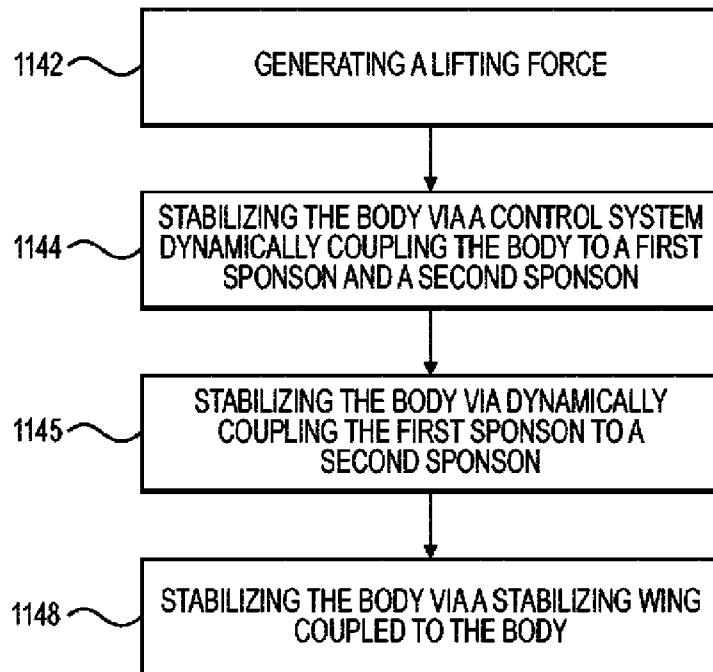 1142
GENERATING A LIFTING FORCE
1144
STABILIZING THE BODY VIA A CONTROL SYSTEM
DYNAMICALLY COUPLING THE BODY TO A FIRST
SPONSON AND A SECOND SPONSON
1145
STABILIZING THE BODY VIA DYNAMICALLY
COUPLING THE FIRST SPONSON TO A
SECOND SPONSON
1148
STABILIZING THE BODY VIA A STABILIZING WING
COUPLED TO THE BODY